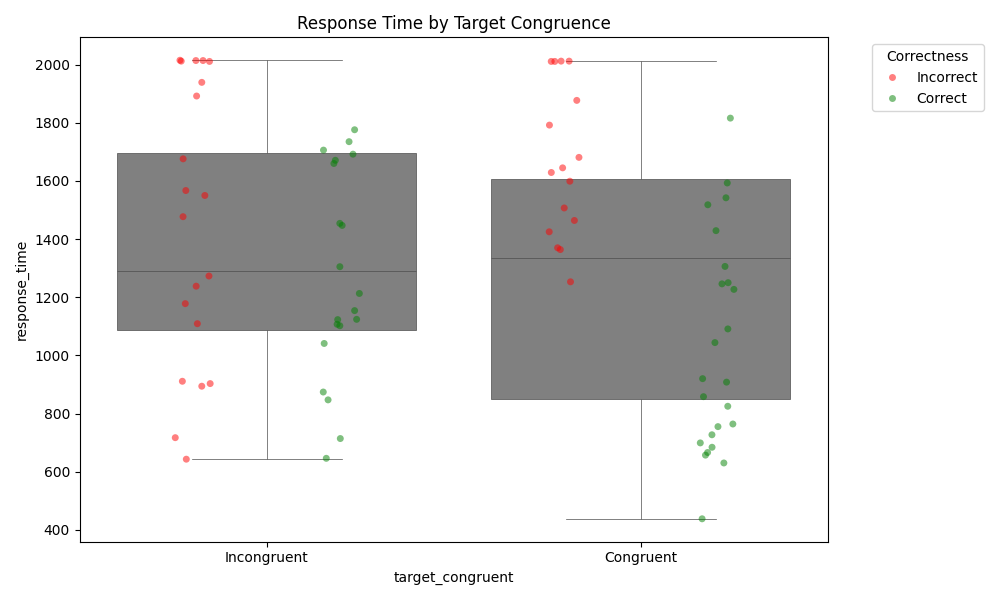 Response Time by Target Congruence
Correctness
Incorrect
Correct
response_time
2000
1800
1600
1400
1200
1000
800
600
400
Incongruent
Congruent
target_congruent